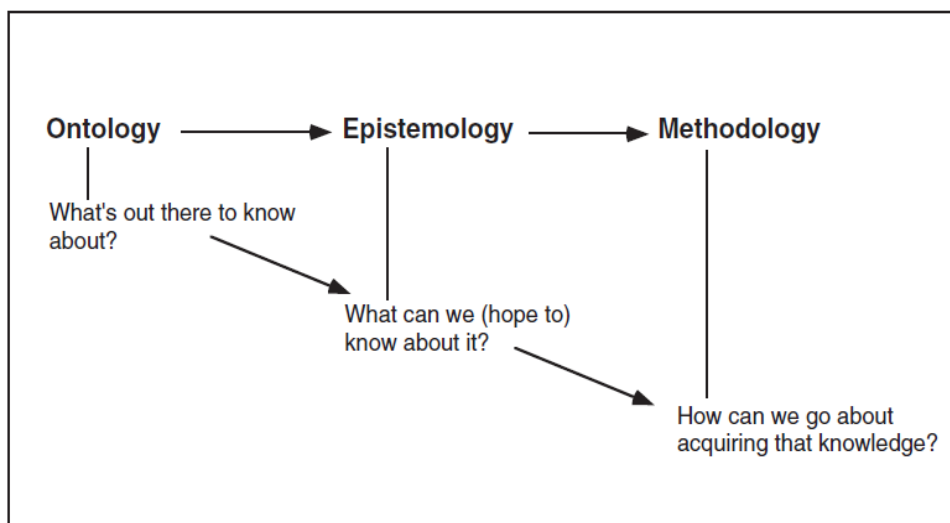 Ontology
Epistemology
Methodology
What's out there to know
about?
What can we (hope to)
know about it?
How can we go about
acquiring that knowledge?